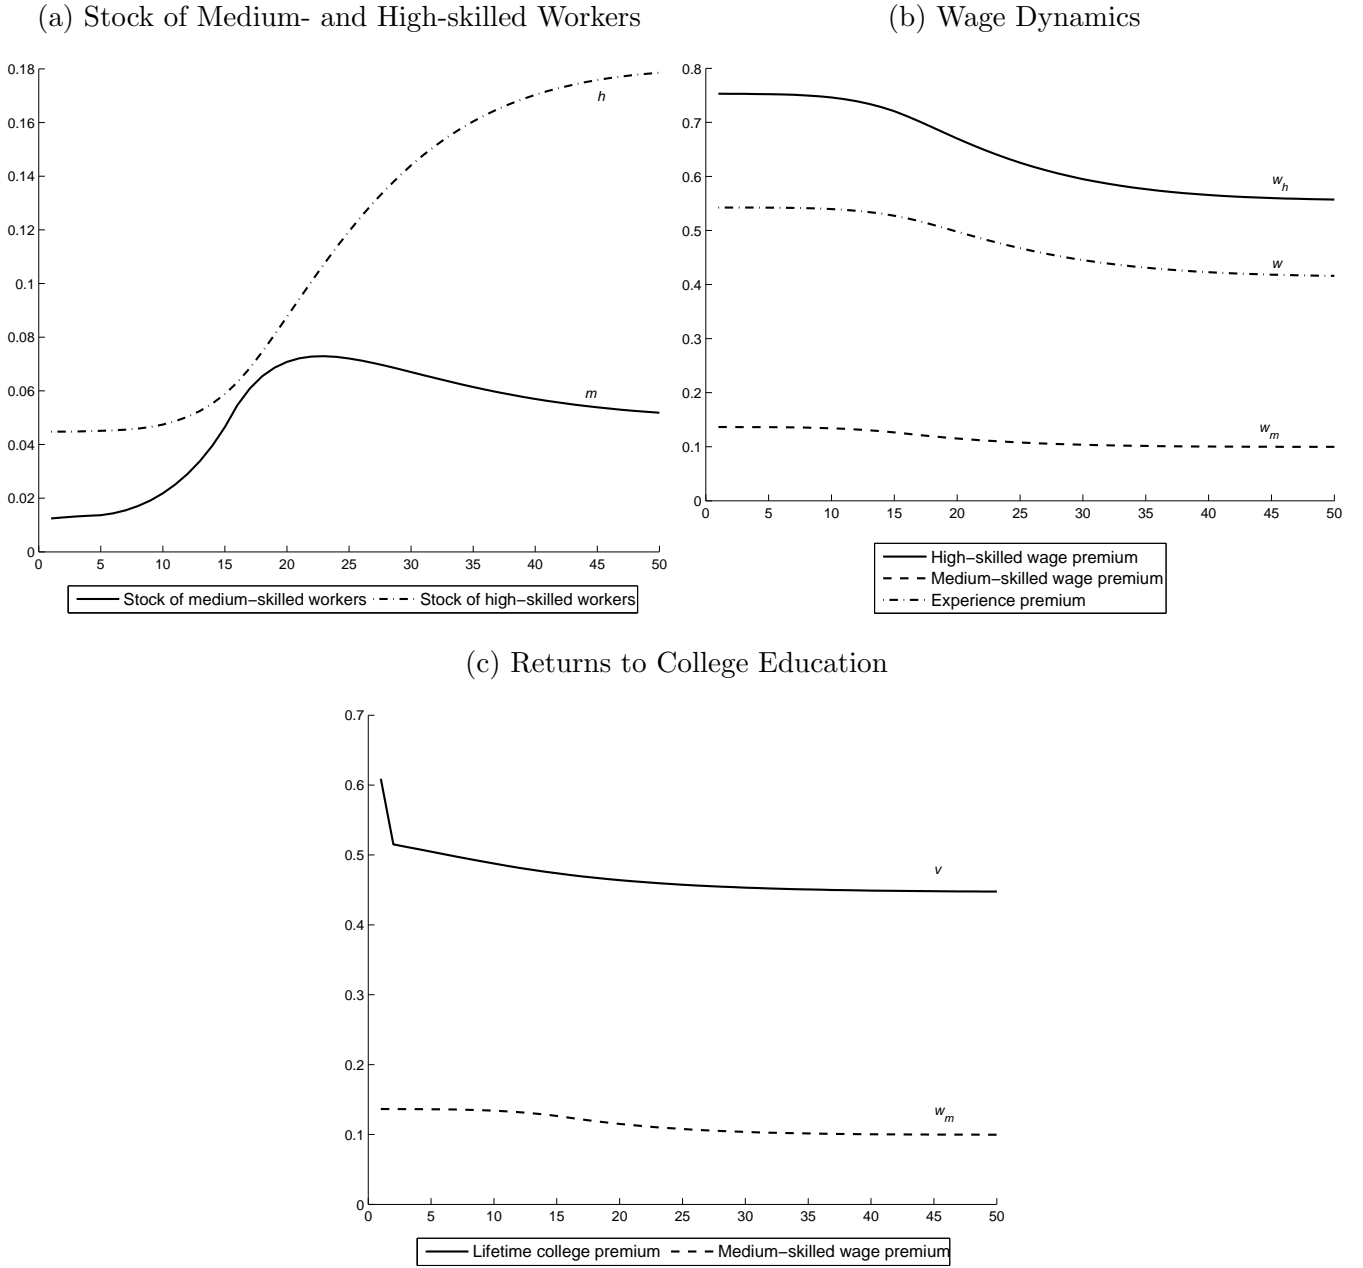 (a) Stock of Medium- and High-skilled Workers
0.18
0.16
0.14
0.12
0.1
0.08
0.06
0.04
0.02
0
0 5 10 15 20 25 30 35 40 45 50
h
m
Stock of medium−skilled workers Stock of high−skilled workers
(b) Wage Dynamics
0.8
0.7
0.6
0.5
0.4
0.3
0.2
0.1
0
0 5 10 15 20 25 30 35 40 45 50
w_h
w
w_m
High−skilled wage premium
Medium−skilled wage premium
Experience premium
(c) Returns to College Education
0.7
0.6
0.5
0.4
0.3
0.2
0.1
0
0 5 10 15 20 25 30 35 40 45 50
v
w_m
Lifetime college premium Medium−skilled wage premium